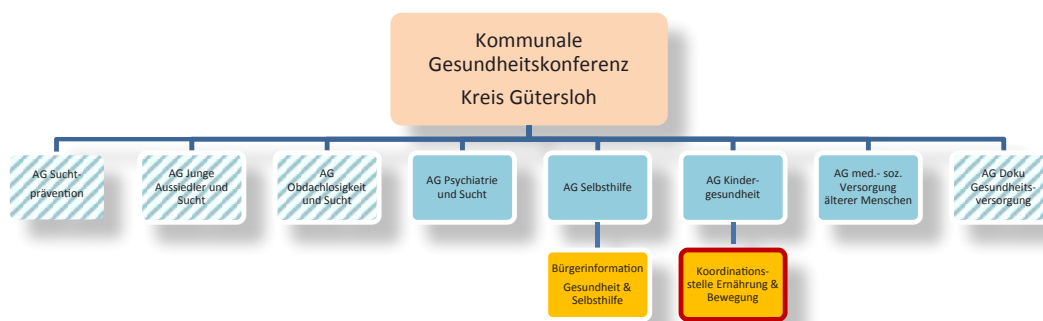 Kommunale
Gesundheitskonferenz
Kreis Gütersloh
AG Sucht-
prävention
AG Junge
Aussiedler und
Sucht
AG
Obdachlosigkeit
und Sucht
AG Psychiatrie
und Sucht
AG Selbsthilfe
AG Kinder-
gesundheit
AG med.- soz.
Versorgung
älterer Menschen
AG Doku
Gesundheits-
versorgung
Bürgerinformation
Gesundheit &
Selbsthilfe
Koordinations-
stelle Ernährung &
Bewegung